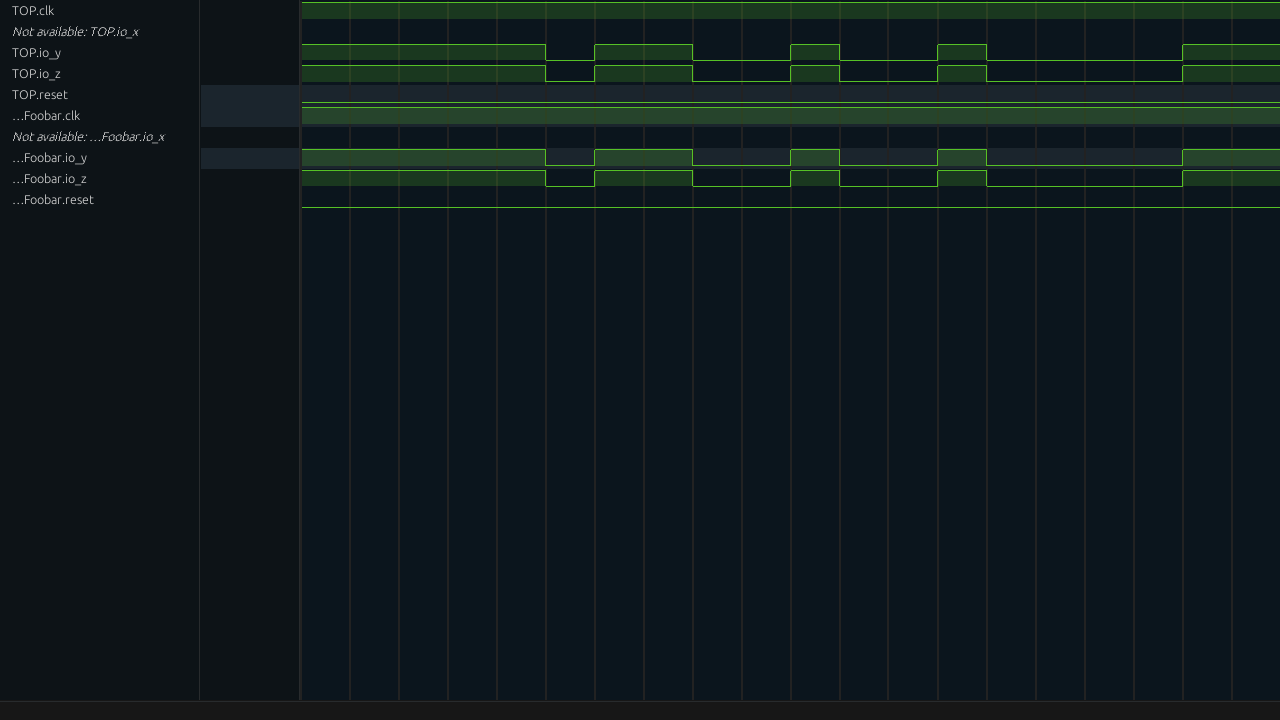 TOP.clk
Not available: TOP.io_x
TOP.io_y
TOP.io_z
TOP.reset
…Foobar.clk
Not available: …Foobar.io_x
…Foobar.io_y
…Foobar.io_z
…Foobar.reset